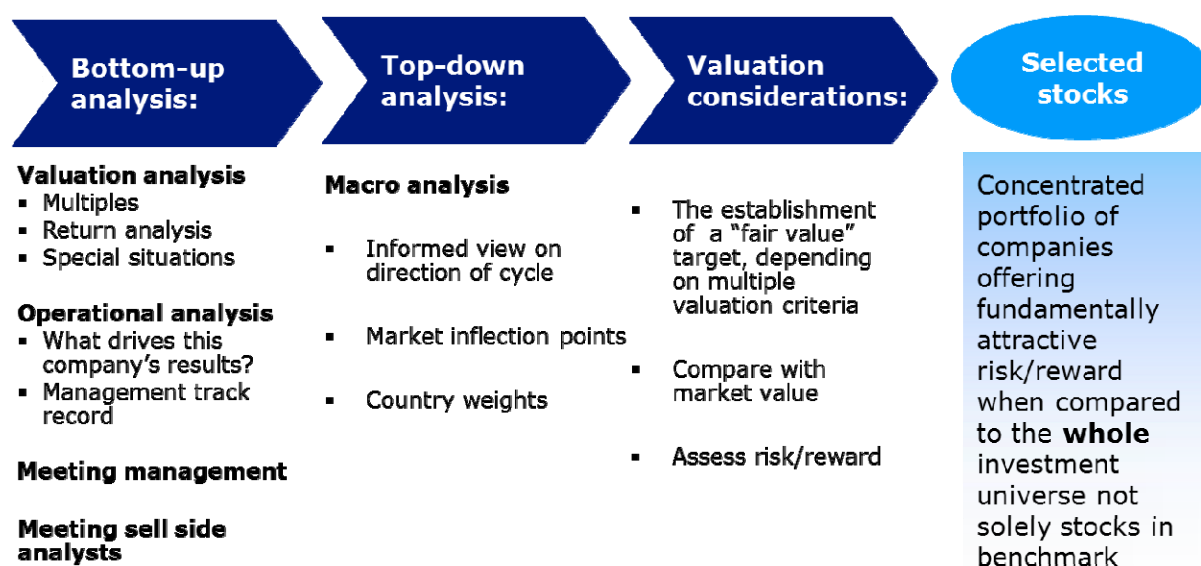 Bottom-up
analysis:
Valuation analysis
▪ Multiples
▪ Return analysis
▪ Special situations
Operational analysis
▪ What drives this
company's results?
▪ Management track
record
Meeting management
Meeting sell side
analysts
Top-down
analysis:
Macro analysis
▪ Informed view on
direction of cycle
▪ Market inflection points
▪ Country weights
Valuation
considerations:
▪ The establishment
of a “fair value”
target, depending
on multiple
valuation criteria
▪ Compare with
market value
▪ Assess risk/reward
Selected
stocks
Concentrated
portfolio of
companies
offering
fundamentally
attractive
risk/reward
when compared
to the whole
investment
universe not
solely stocks in
benchmark